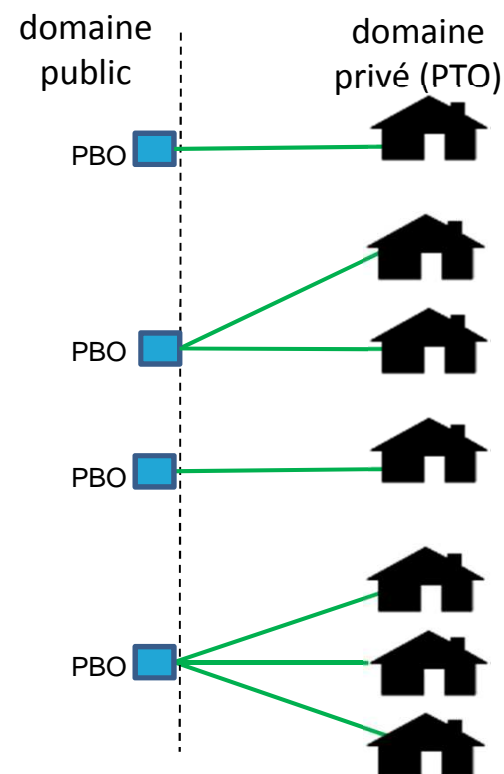 domaine
public
domaine
privé (PTO)
PBO
PBO
PBO
PBO